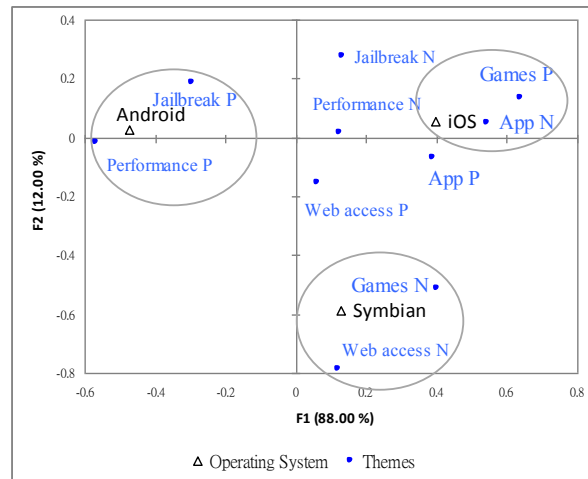 0.4
Jailbreak N
0.2
Games P
Jailbreak P
Android
Performance N
iOS
App N
0
Performance P
App P
Web access P
-0.2
F2 (12.00 %)
-0.4
Games N
Symbian
-0.6
Web access N
-0.8
-0.6 -0.4 -0.2 0 0.2 0.4 0.6 0.8
F1 (88.00 %)
Operating System Themes